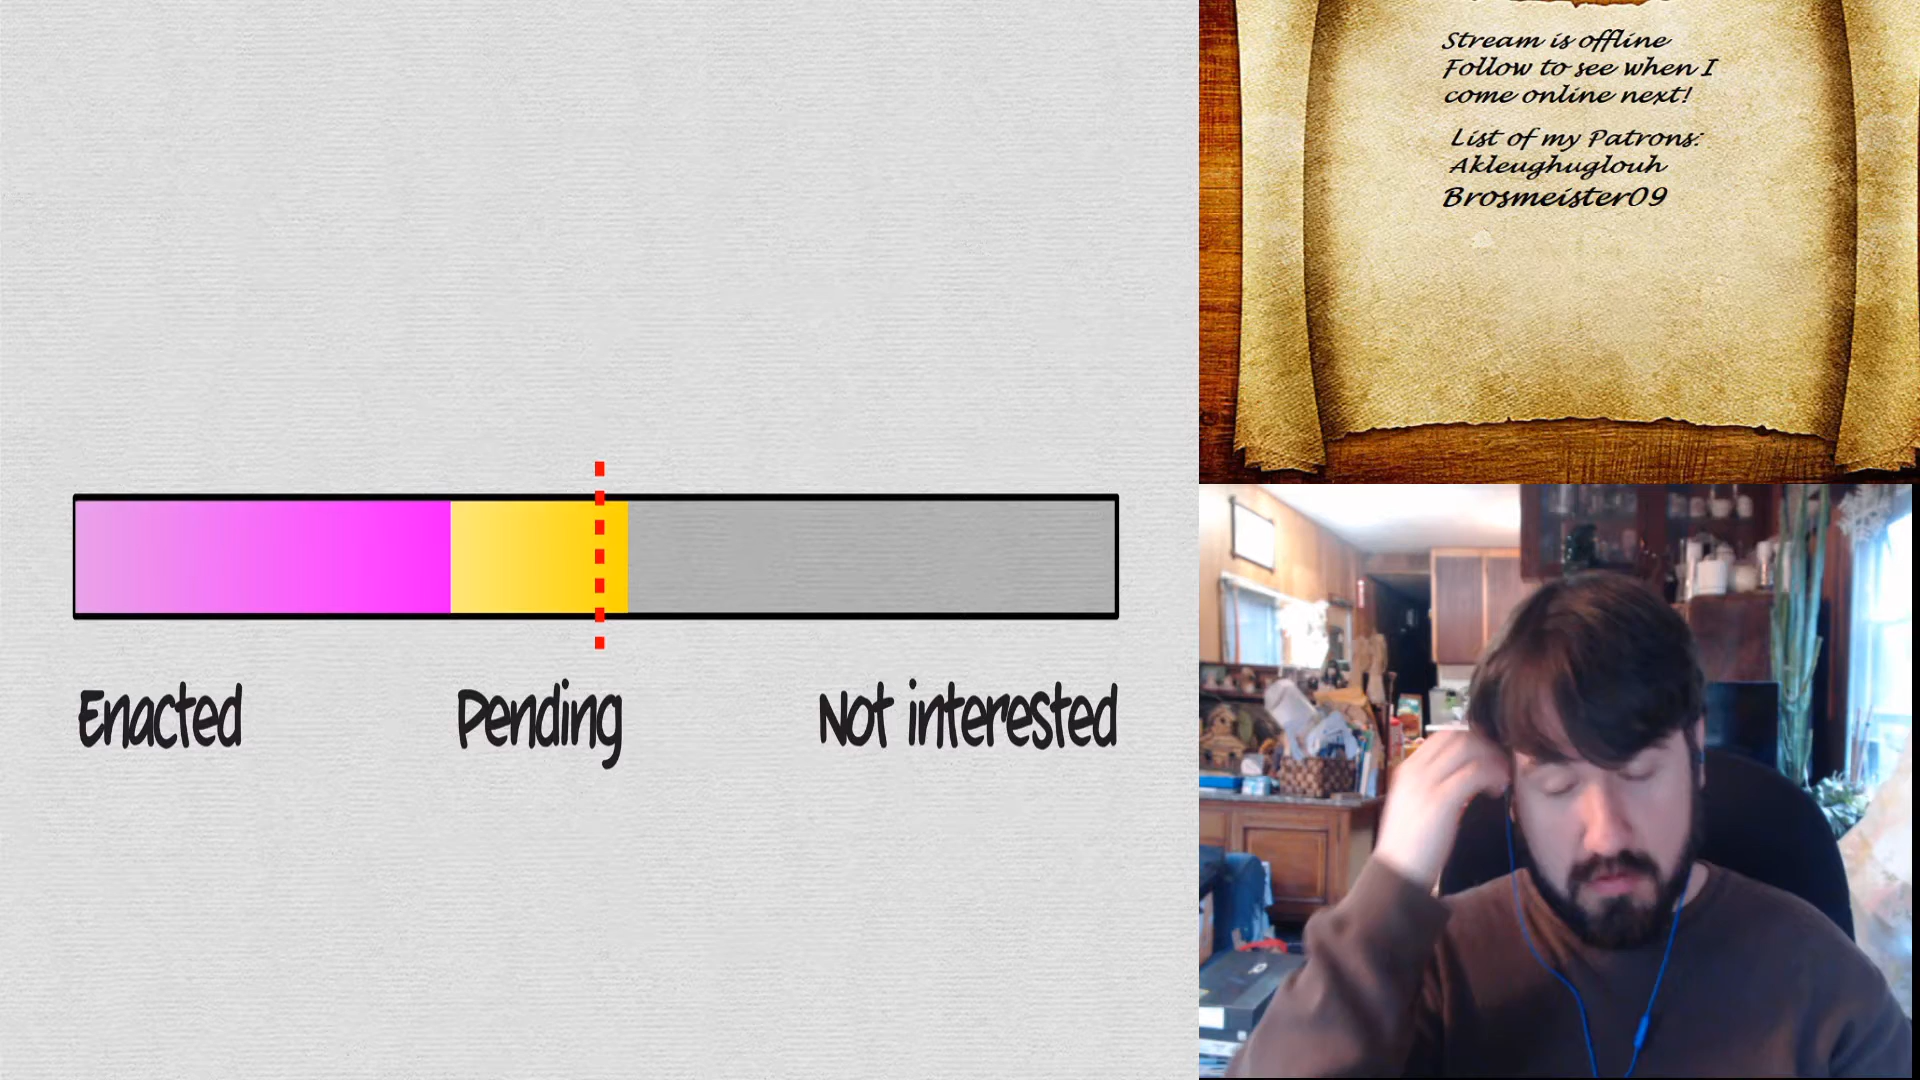 Enacted
Pending
Not interested
Stream is offline
Follow to see when I
come online next!
List of my Patrons:
Akleughuglouh
Brosmeister09